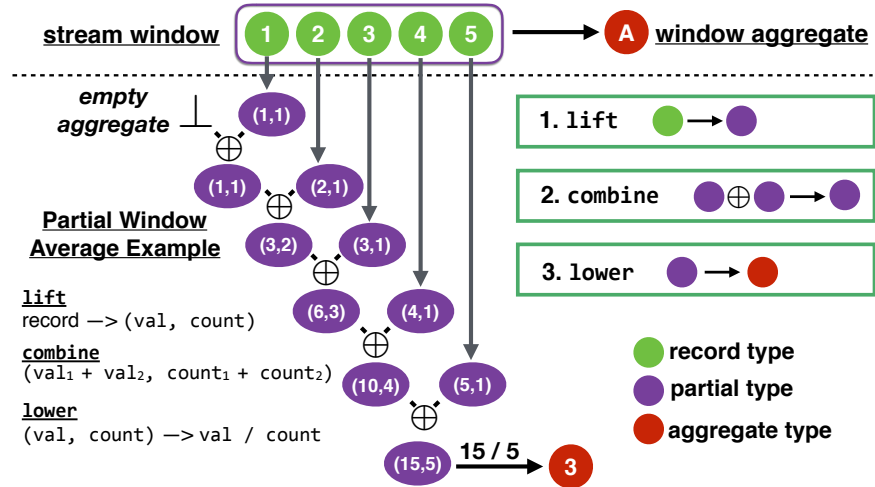 stream window 1 2 3 4 5 A window aggregate
empty
aggregate
(1,1)
1. lift
(1,1) (2,1)
2. combine
Partial Window
Average Example
(3,2) (3,1)
3. lower
lift
record —> (val, count)
(6,3) (4,1)
combine
(val₁ + val₂, count₁ + count₂)
(10,4) (5,1)
record type
partial type
aggregate type
lower
(val, count) —> val / count
(15,5) 15 / 5 3